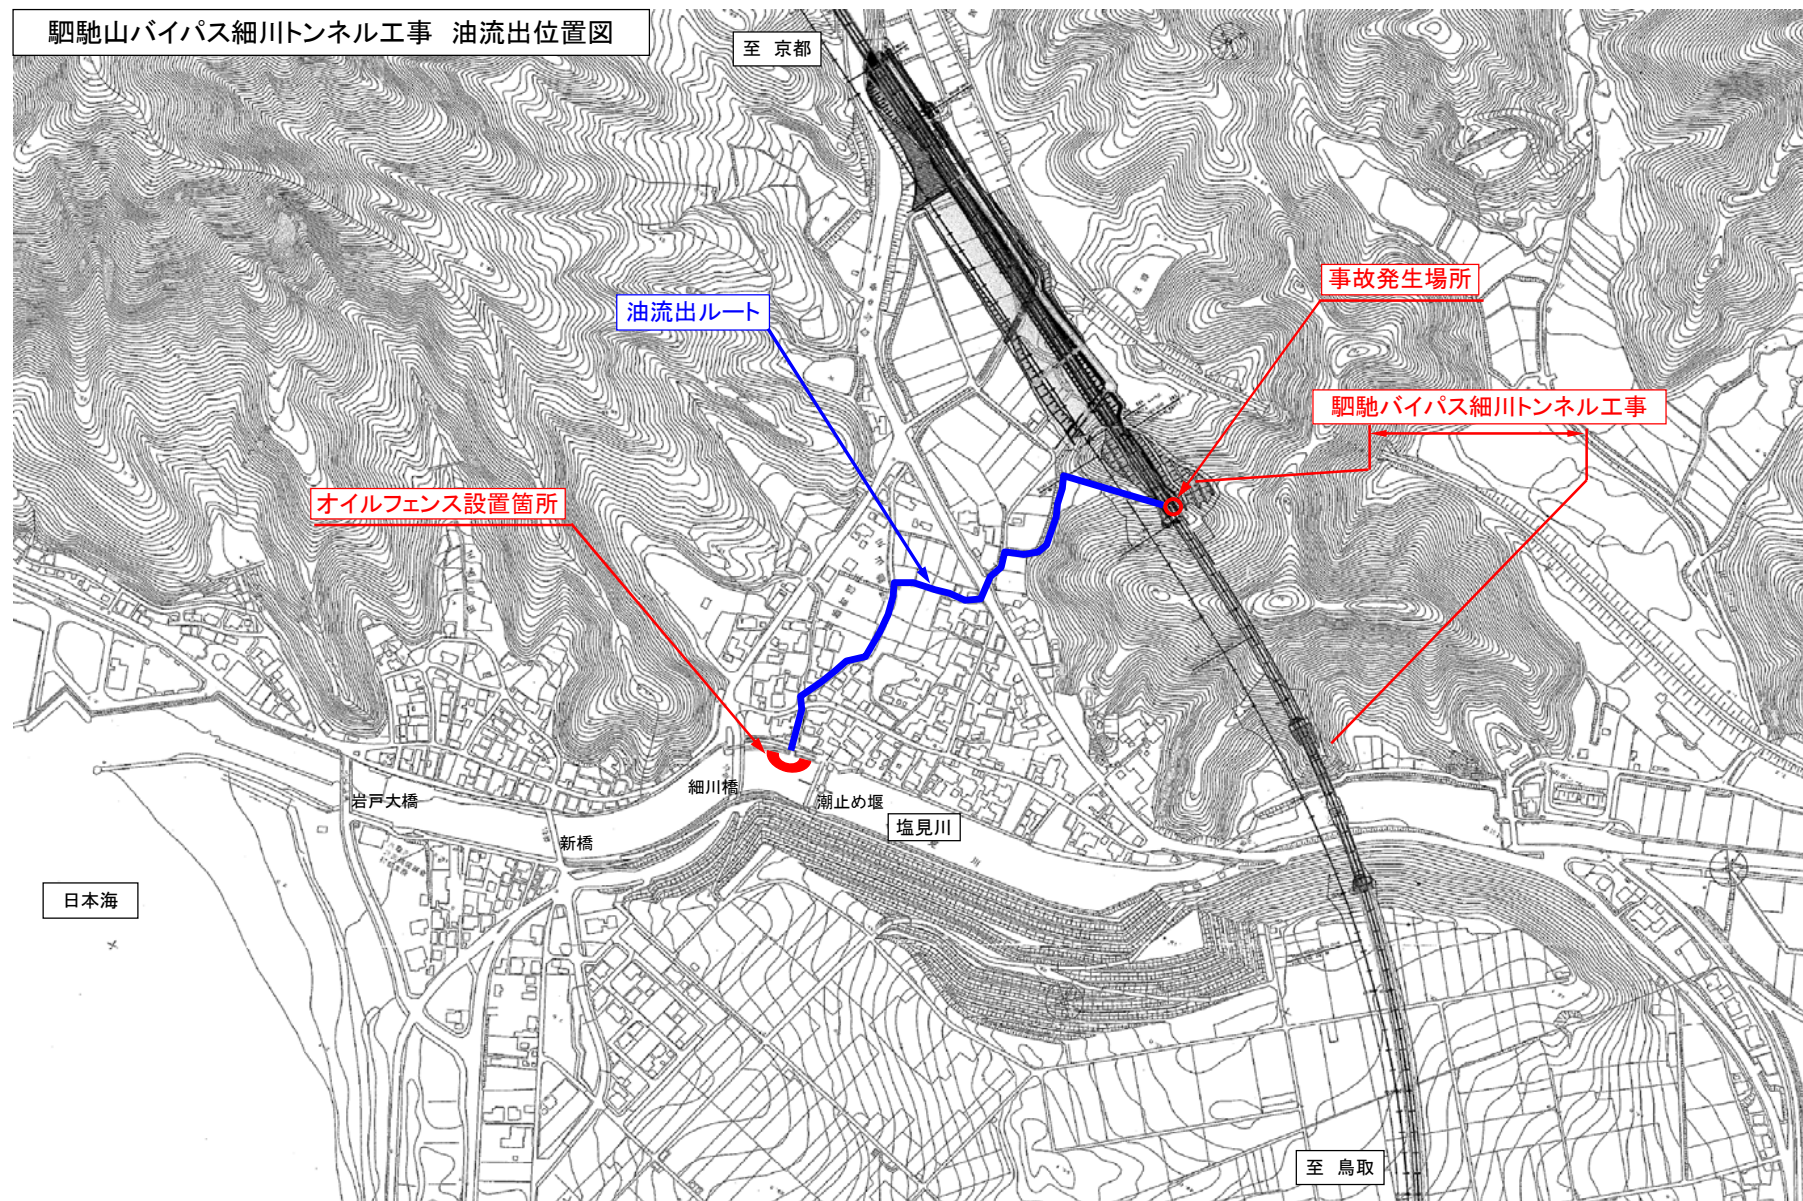 駟馳山バイパス細川トンネル工事 油流出位置図
至 京都
事故発生場所
油流出ルート
駟馳バイパス細川トンネル工事
オイルフェンス設置箇所
細川橋
岩戸大橋
潮止め堰
塩見川
新橋
日本海
至 鳥取